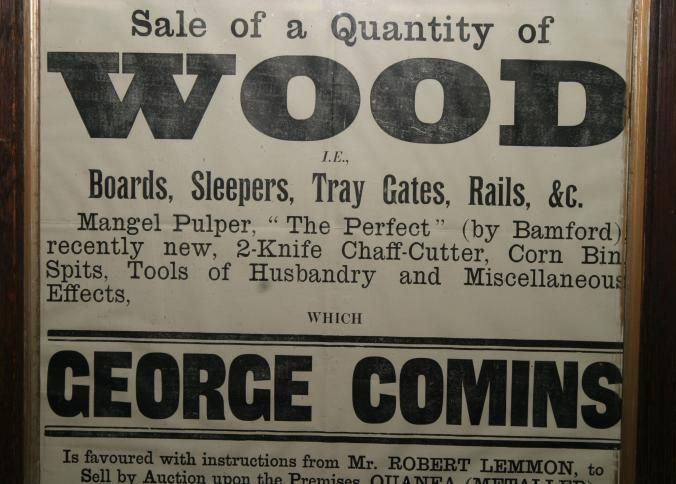 Sale of a Quantity of
WOOD
I.E.,
Boards, Sleepers, Tray Gates, Rails, &c.
Mangel Pulper, "The Perfect" (by Bamford)
recently new, 2-Knife Chaff-Cutter, Corn Bin
Spits, Tools of Husbandry and Miscellaneous
Effects,
WHICH
GEORGE COMINS
Is favoured with instructions from Mr. ROBERT LEMMON, to
Sell by Auction upon the Premises, QUANEA (METALLED)